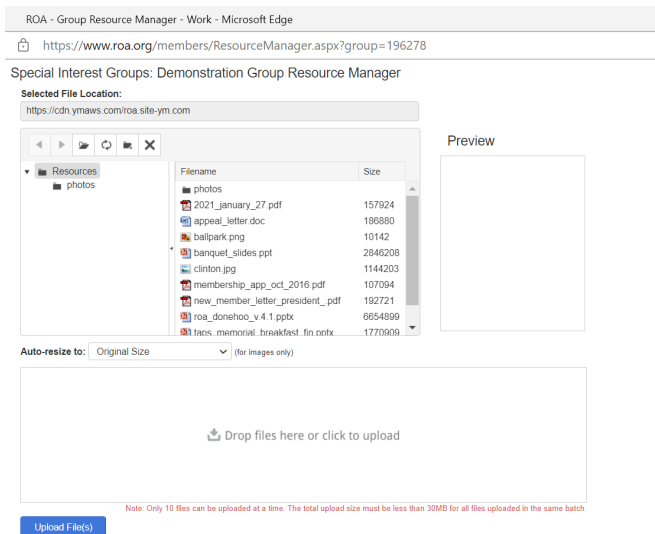 ROA - Group Resource Manager - Work - Microsoft Edge
https://www.roa.org/members/ResourceManager.aspx?group=196278
Special Interest Groups: Demonstration Group Resource Manager
Selected File Location:
https://cdn.ymaws.com/roa.site-ym.com
Preview
Resources
photos
Filename Size
photos
2021_january_27.pdf 157924
appeal_letter.doc 186880
ballpark.png 10142
banquet_slides.ppt 2846208
clinton.jpg 1144203
membership_app_oct_2016.pdf 107094
new_member_letter_president_.pdf 192721
roa_donehoo_v.4.1.pptx 6654899
taps_memorial_breakfast_fin.pptx 1770909
Auto-resize to: Original Size (for images only)
Drop files here or click to upload
Note: Only 10 files can be uploaded at a time. The total upload size must be less than 30MB for all files uploaded in the same batch.
Upload File(s)